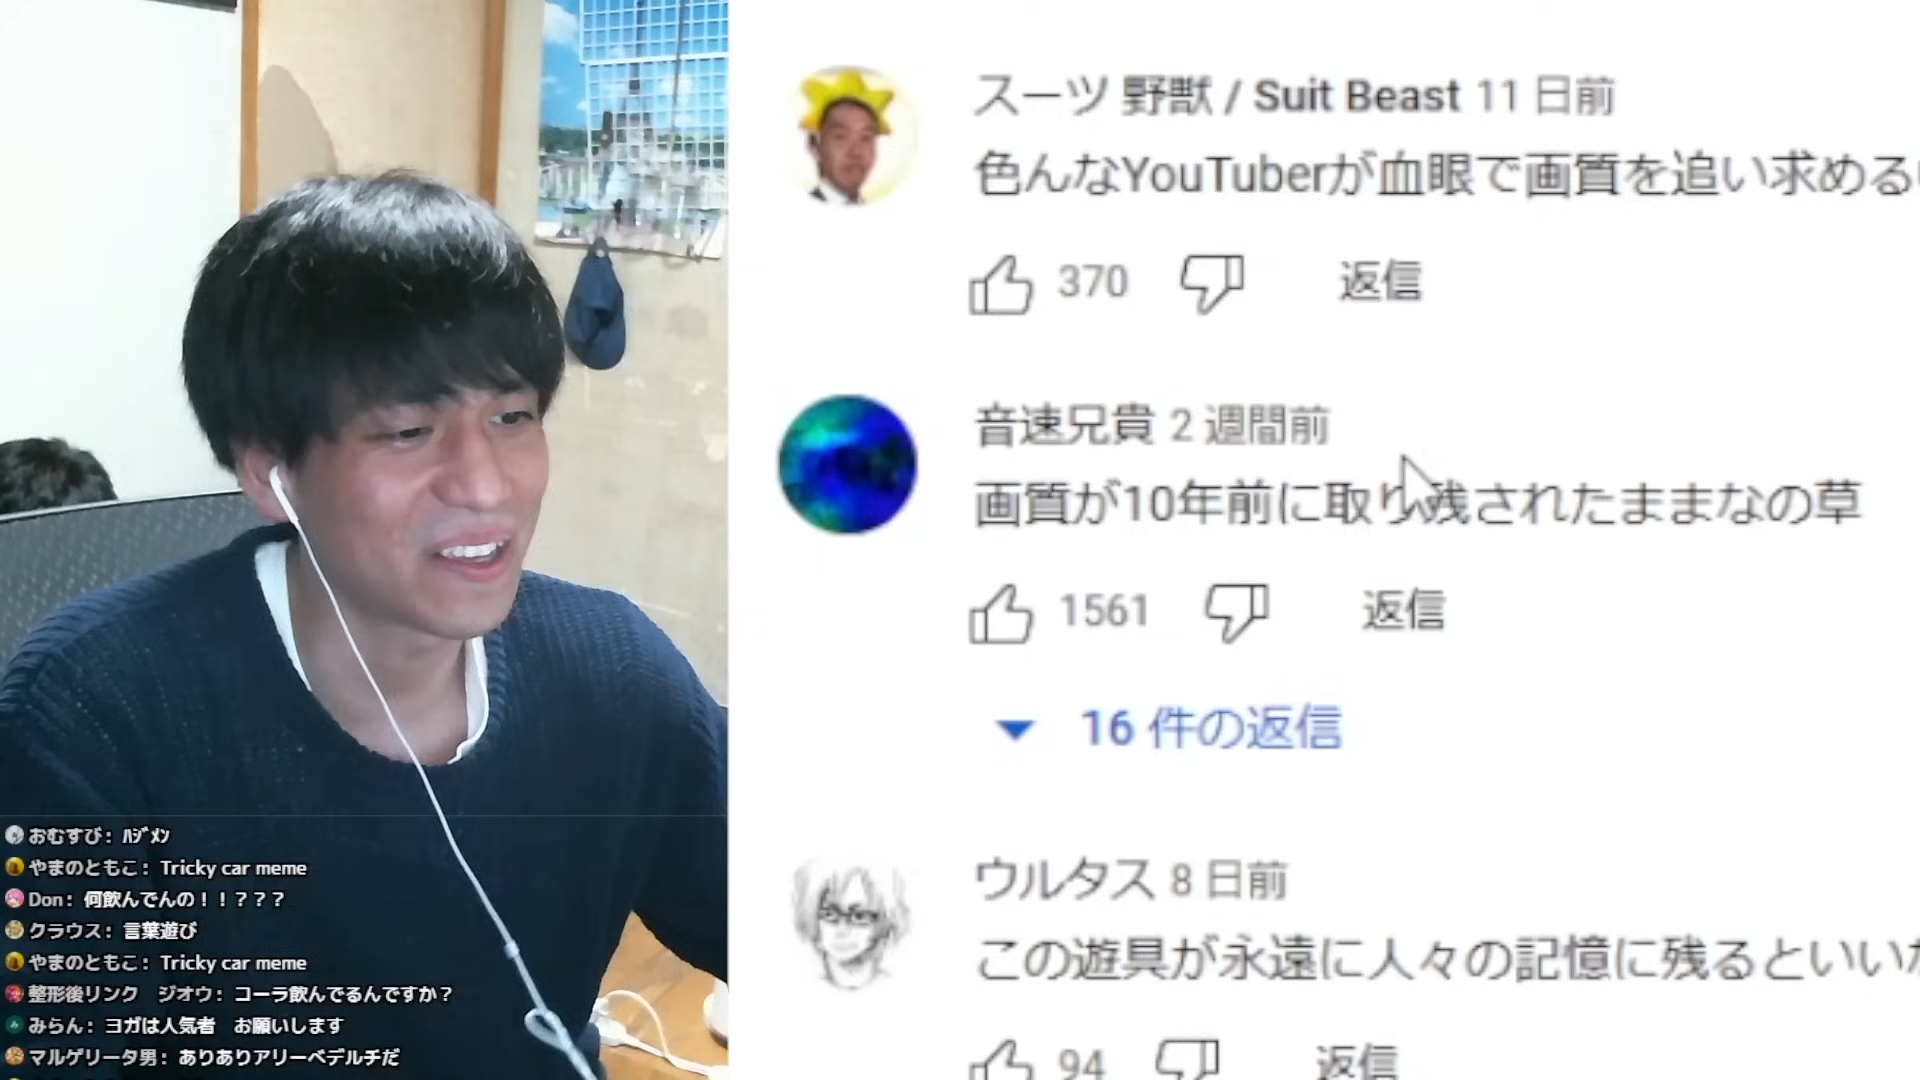 スーツ 野獣 / Suit Beast 11 日前
色んなYouTuberが血眼で画質を追い求める
370 返信
音速兄貴 2 週間前
画質が10年前に取り残されたままなの草
1561 返信
16 件の返信
ウルタス 8 日前
この遊具が永遠に人々の記憶に残るといい
94 返信
おむすび: ﾊｼﾞﾒﾝ
やまのともこ: Tricky car meme
Don: 何飲んでんの！！？？？
クラウス: 言葉遊び
やまのともこ: Tricky car meme
整形後リンク ジオウ: コーラ飲んでるんですか？
みらん: ヨガは人気者 お願いします
マルゲリータ男: ありありアリーベデルチだ